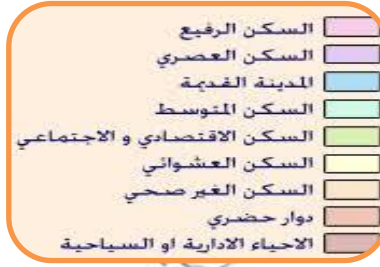 السكن الرفيع
السكن العصري
المدينة القديمة
السكن المتوسط
السكن الاقتصادي و الاجتماعي
السكن العشوائي
السكن الغير صحي
دوار حضري
الاحياء الادارية او السياحية